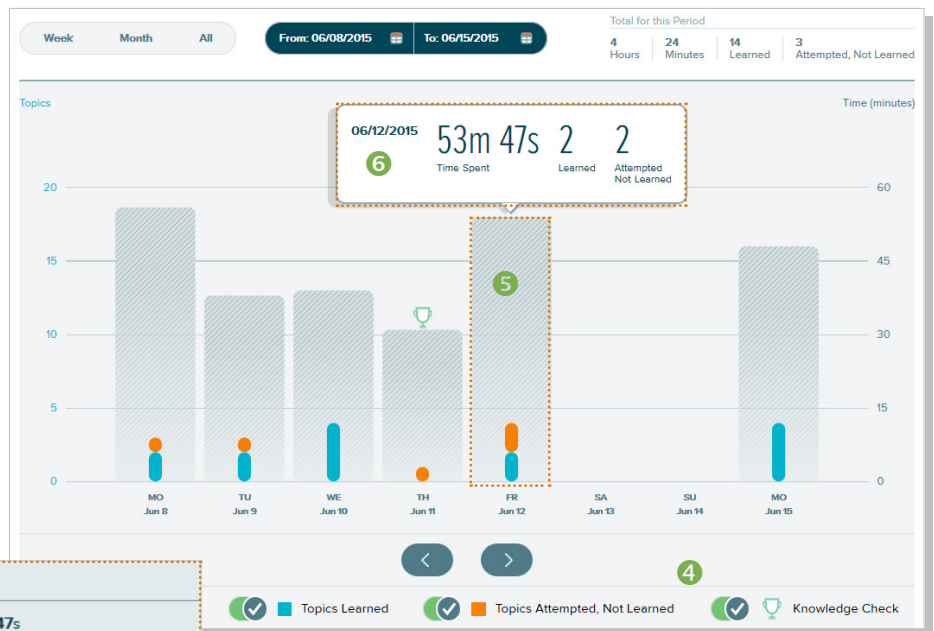 Week Month All
From: 06/08/2015 To: 06/15/2015
Total for this Period
4 24 14 3
Hours Minutes Learned Attempted, Not Learned
Topics Time (minutes)
06/12/2015 53m 47s 2 2
6 Time Spent Learned Attempted
Not Learned
20 60
15 45
5
10 30
5 15
0 0
MO TU WE TH FR SA SU MO
Jun 8 Jun 9 Jun 10 Jun 11 Jun 12 Jun 13 Jun 14 Jun 15
4
Topics Learned Topics Attempted, Not Learned Knowledge Check
47s